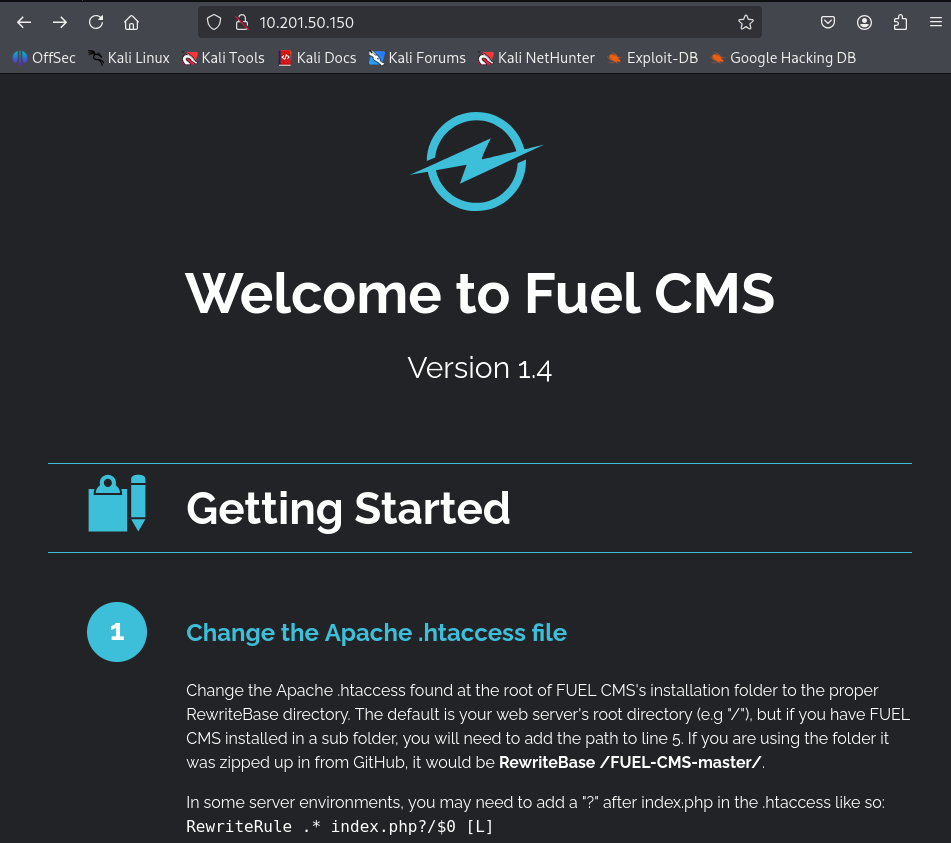 10.201.50.150
OffSec Kali Linux Kali Tools Kali Docs Kali Forums Kali NetHunter Exploit-DB Google Hacking DB
Welcome to Fuel CMS
Version 1.4
Getting Started
1 Change the Apache .htaccess file
Change the Apache .htaccess found at the root of FUEL CMS's installation folder to the proper
RewriteBase directory. The default is your web server's root directory (e.g "/"), but if you have FUEL
CMS installed in a sub folder, you will need to add the path to line 5. If you are using the folder it
was zipped up in from GitHub, it would be RewriteBase /FUEL-CMS-master/.
In some server environments, you may need to add a "?" after index.php in the .htaccess like so:
RewriteRule .* index.php?/$0 [L]